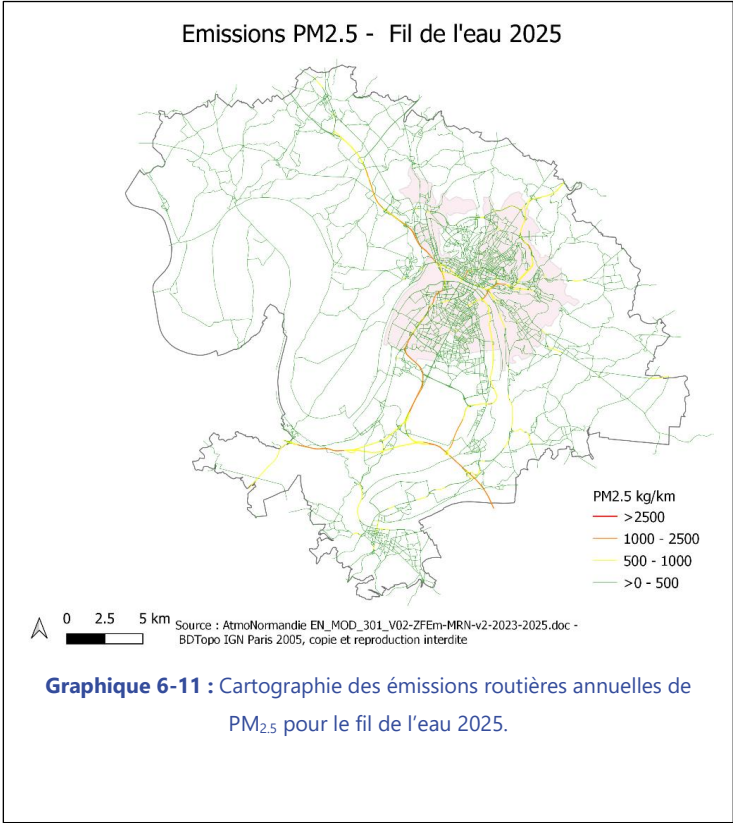 Emissions PM2.5 - Fil de l'eau 2025
PM2.5 kg/km
>2500
1000 - 2500
500 - 1000
>0 - 500
0 2.5 5 km
Source : AtmoNormandie EN_MOD_301_V02-ZFEm-MRN-v2-2023-2025.doc -
BDTopo IGN Paris 2005, copie et reproduction interdite
Graphique 6-11 : Cartographie des émissions routières annuelles de
PM2.5 pour le fil de l’eau 2025.